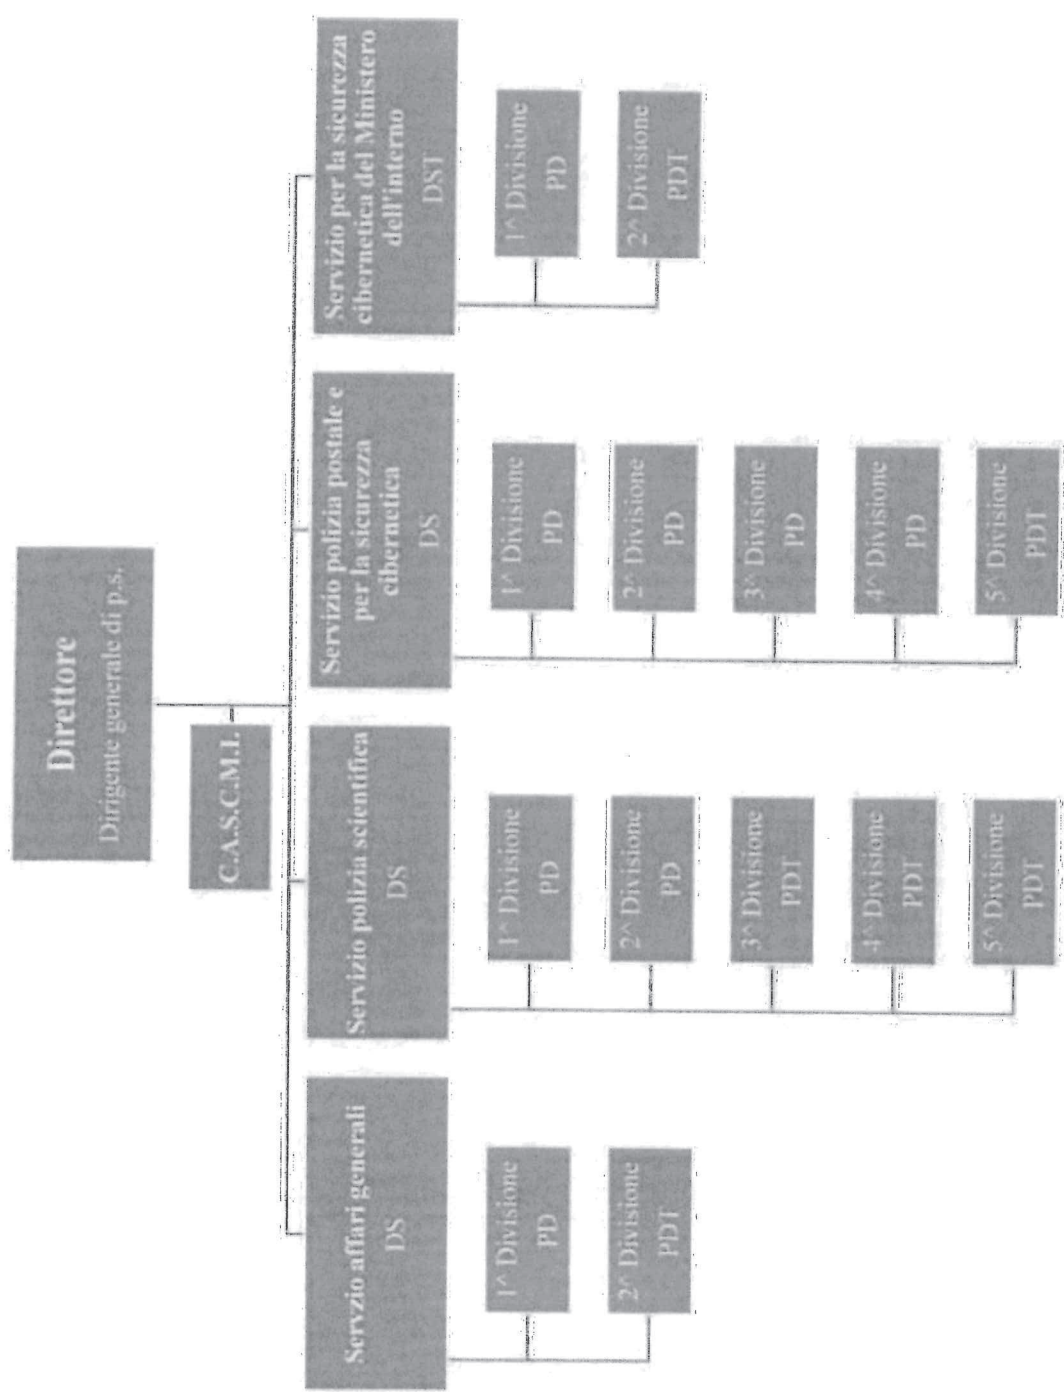 Direttore
Dirigente generale di p.s.
C.A.S.C.M.I.
Servzio affari generali
DS
1^ Divisione
PD
2^ Divisione
PDT
Servizio polizia scientifica
DS
1^ Divisione
PD
2^ Divisione
PD
3^ Divisione
PDT
4^ Divisione
PDT
5^ Divisione
PDT
Servizio polizia postale e
per la sicurezza
cibernetica
DS
1^ Divisione
PD
2^ Divisione
PD
3^ Divisione
PD
4^ Divisione
PD
5^ Divisione
PDT
Servizio per la sicurezza
cibernetica del Ministero
dell'interno
DST
1^ Divisione
PD
2^ Divisione
PDT